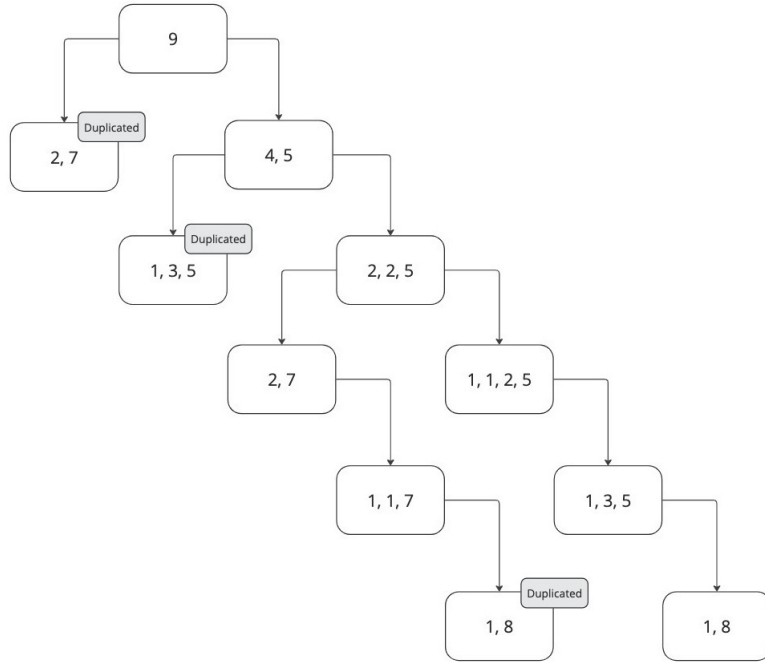 9
Duplicated
2, 7
4, 5
Duplicated
1, 3, 5
2, 2, 5
2, 7
1, 1, 2, 5
1, 1, 7
1, 3, 5
Duplicated
1, 8
1, 8